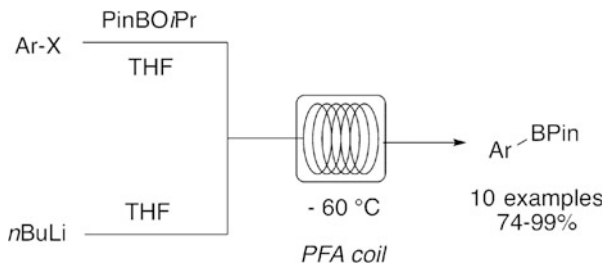 PinBOiPr
Ar-X
THF
THF
nBuLi
- 60 °C
PFA coil
Ar
BPin
10 examples
74-99%